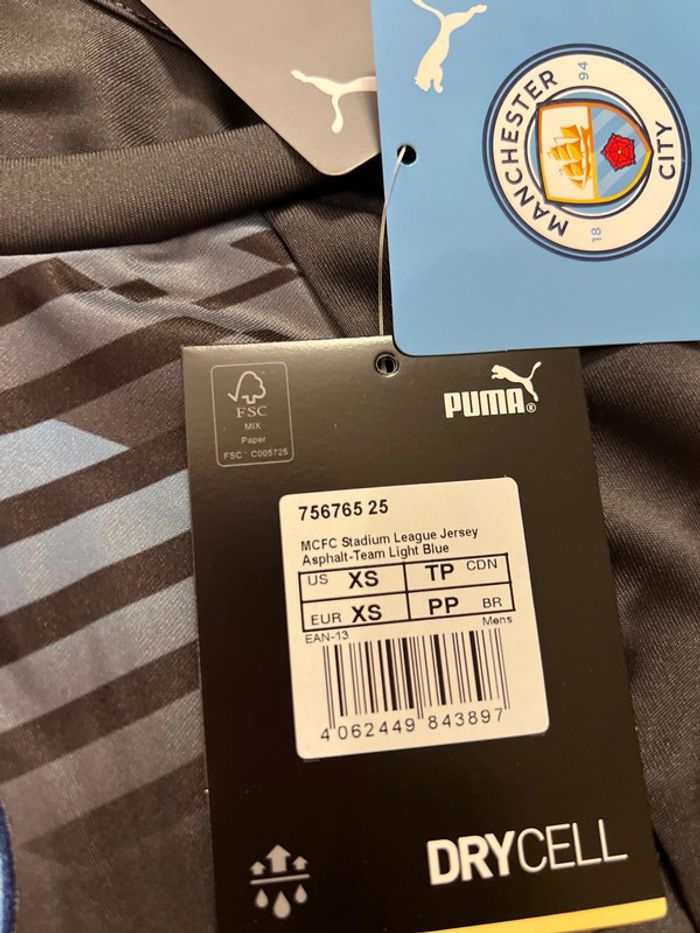 MANCHESTER CITY
18 94
PUMA®
FSC
MIX
Paper
FSC® C005725
756765 25
MCFC Stadium League Jersey
Asphalt-Team Light Blue
US XS TP CDN
EUR XS PP BR
EAN-13 Mens
4 062449 843897
DRYCELL